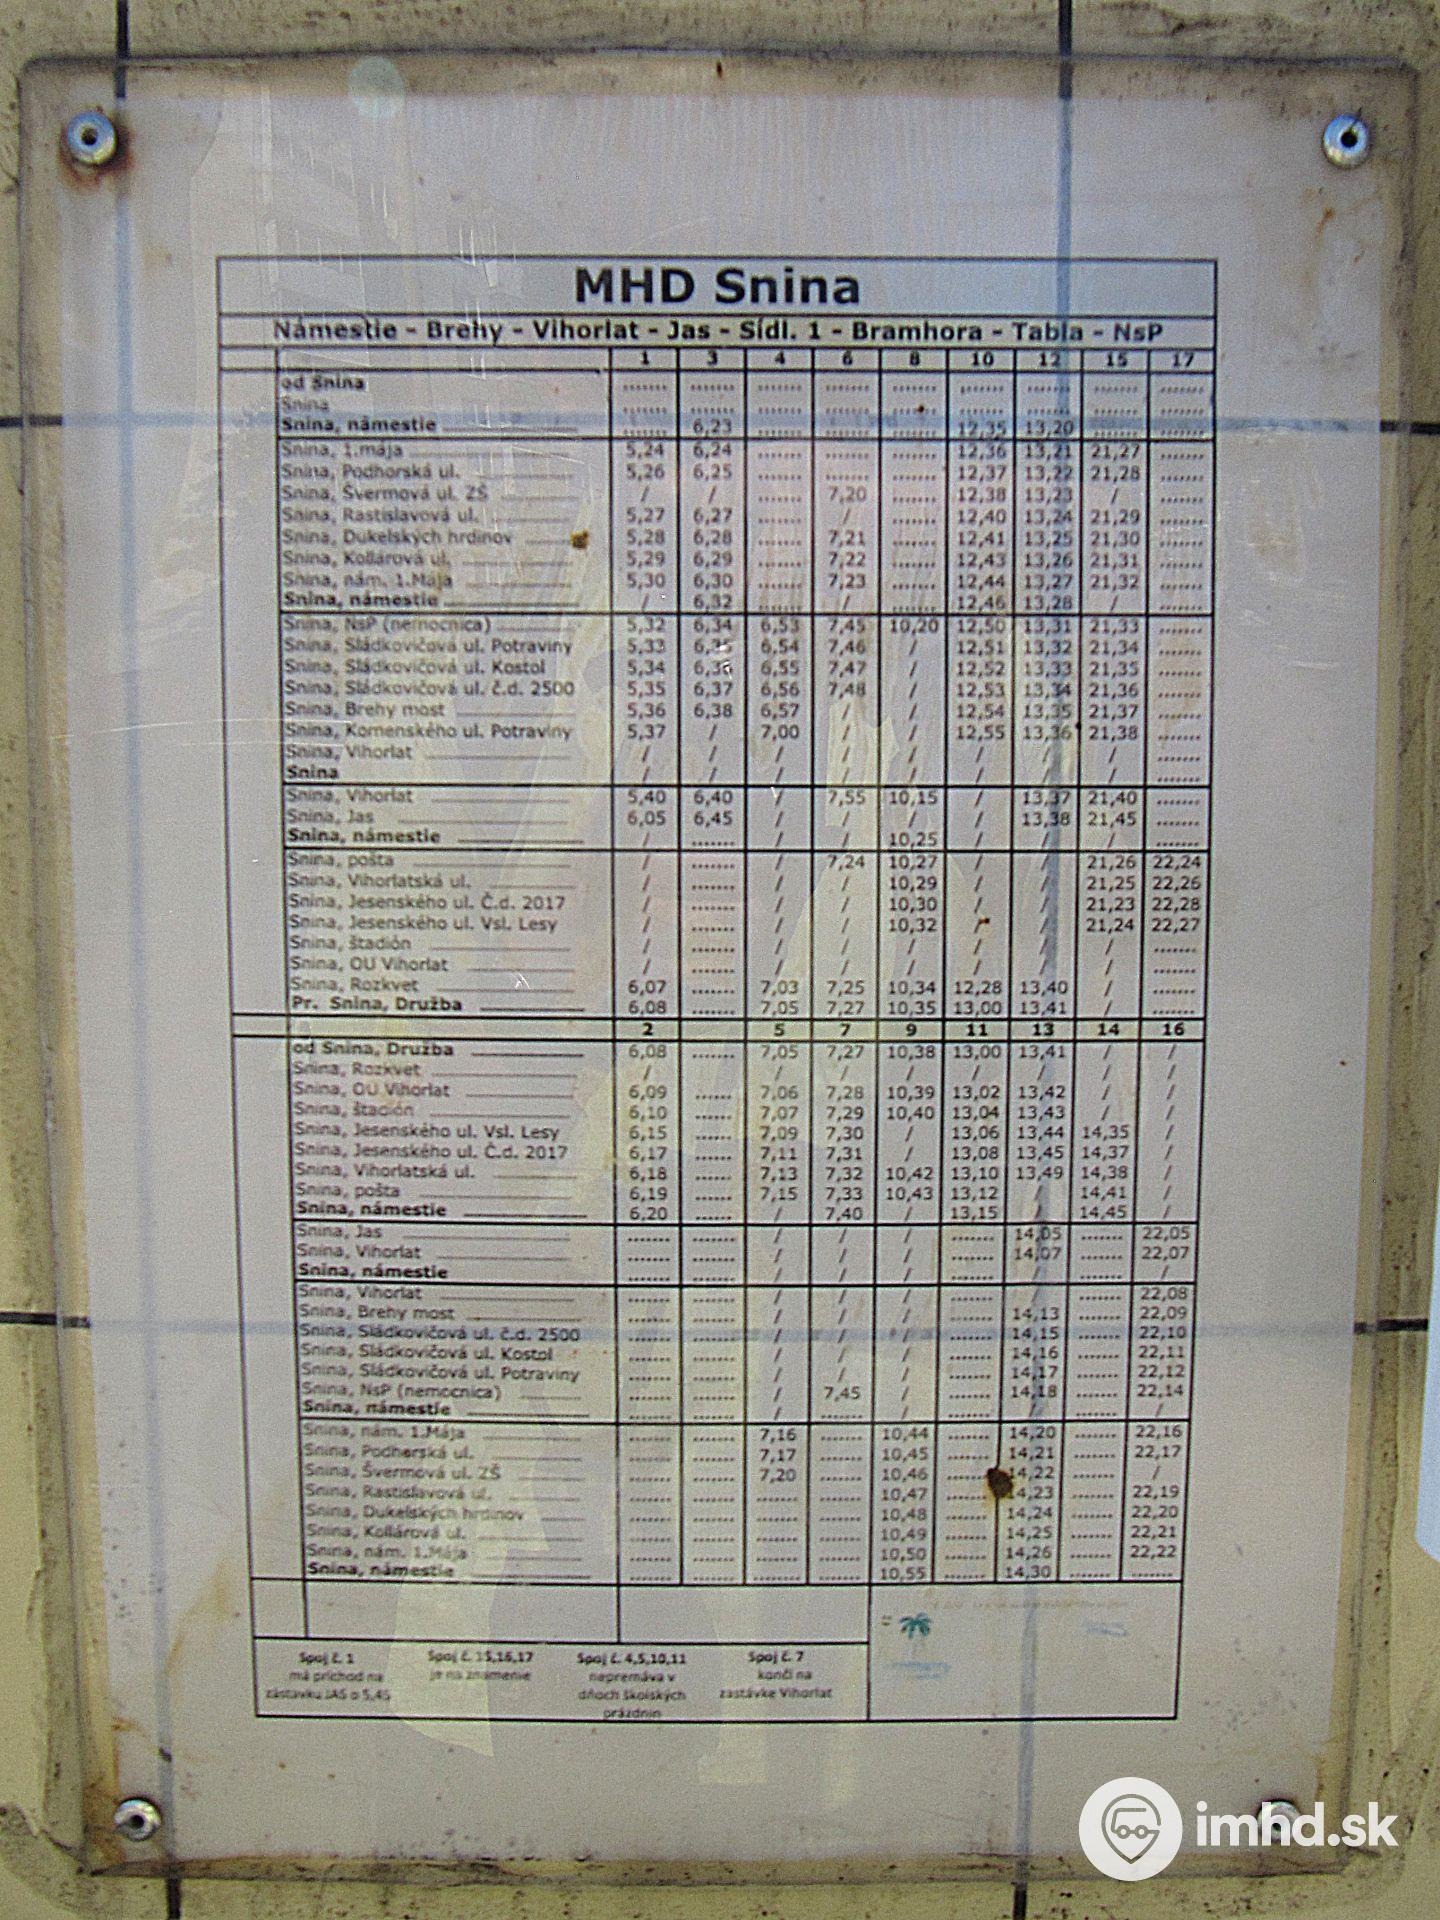 MHD Snina
Námestie - Brehy - Vihorlat - Jas - Sídl. 1 - Bramhora - Tabla - NsP
1 3 4 6 8 10 12 15 17
od Snina ....... ....... ....... ....... ....... ....... ....... ....... .......
Snina ....... ....... ....... ....... ....... ....... ....... ....... .......
Snina, námestie ....... 6,23 ....... ....... ....... 12,35 13,20 ....... .......
Snina, 1.mája 5,24 6,24 ....... ....... ....... 12,36 13,21 21,27 .......
Snina, Podhorská ul. 5,26 6,25 ....... ....... ....... 12,37 13,22 21,28 .......
Snina, Švermová ul. ZŠ / / ....... 7,20 ....... 12,38 13,23 / .......
Snina, Rastislavová ul. 5,27 6,27 ....... / ....... 12,40 13,24 21,29 .......
Snina, Dukelských hrdinov 5,28 6,28 ....... 7,21 ....... 12,41 13,25 21,30 .......
Snina, Kollárová ul. 5,29 6,29 ....... 7,22 ....... 12,43 13,26 21,31 .......
Snina, nám. 1.Mája 5,30 6,30 ....... 7,23 ....... 12,44 13,27 21,32 .......
Snina, námestie / 6,32 ....... / ....... 12,46 13,28 / .......
Snina, NsP (nemocnica) 5,32 6,34 6,53 7,45 10,20 12,50 13,31 21,33 .......
Snina, Sládkovičová ul. Potraviny 5,33 6,35 6,54 7,46 / 12,51 13,32 21,34 .......
Snina, Sládkovičová ul. Kostol 5,34 6,36 6,55 7,47 / 12,52 13,33 21,35 .......
Snina, Sládkovičová ul. č.d. 2500 5,35 6,37 6,56 7,48 / 12,53 13,34 21,36 .......
Snina, Brehy most 5,36 6,38 6,57 / / 12,54 13,35 21,37 .......
Snina, Komenského ul. Potraviny 5,37 / 7,00 / / 12,55 13,36 21,38 .......
Snina, Vihorlat / / / / / / / / .......
Snina / / / / / / / / .......
Snina, Vihorlat 5,40 6,40 / 7,55 10,15 / 13,37 21,40 .......
Snina, Jas 6,05 6,45 / / / / 13,38 21,45 .......
Snina, námestie / ....... / / 10,25 / / / .......
Snina, pošta / ....... / 7,24 10,27 / / 21,26 22,24
Snina, Vihorlatská ul. / ....... / / 10,29 / / 21,25 22,26
Snina, Jesenského ul. Č.d. 2017 / ....... / / 10,30 / / 21,23 22,28
Snina, Jesenského ul. Vsl. Lesy / ....... / / 10,32 / / 21,24 22,27
Snina, štadión / ....... / / / / / / .......
Snina, OU Vihorlat / ....... / / / / / / .......
Snina, Rozkvet 6,07 ....... 7,03 7,25 10,34 12,28 13,40 / .......
Pr. Snina, Družba 6,08 ....... 7,05 7,27 10,35 13,00 13,41 / .......
2 5 7 9 11 13 14 16
od Snina, Družba 6,08 ....... 7,05 7,27 10,38 13,00 13,41 / /
Snina, Rozkvet / / / / / / / /
Snina, OU Vihorlat 6,09 ...... 7,06 7,28 10,39 13,02 13,42 / /
Snina, štadión 6,10 ...... 7,07 7,29 10,40 13,04 13,43 / /
Snina, Jesenského ul. Vsl. Lesy 6,15 ...... 7,09 7,30 / 13,06 13,44 14,35 /
Snina, Jesenského ul. Č.d. 2017 6,17 ...... 7,11 7,31 / 13,08 13,45 14,37 /
Snina, Vihorlatská ul. 6,18 ...... 7,13 7,32 10,42 13,10 13,49 14,38 /
Snina, pošta 6,19 ...... 7,15 7,33 10,43 13,12 / 14,41 /
Snina, námestie 6,20 ...... / 7,40 / 13,15 / 14,45 /
Snina, Jas ....... ....... / / / ....... 14,05 ....... 22,05
Snina, Vihorlat ....... ....... / / / ....... 14,07 ....... 22,07
Snina, námestie ....... ....... / / / ....... / ....... /
Snina, Vihorlat ....... ....... / / / ....... / ....... 22,08
Snina, Brehy most ....... ....... / / / ....... 14,13 ....... 22,09
Snina, Sládkovičová ul. č.d. 2500 ....... ....... / / / ....... 14,15 ....... 22,10
Snina, Sládkovičová ul. Kostol ....... ....... / / / ....... 14,16 ....... 22,11
Snina, Sládkovičová ul. Potraviny ....... ....... / / / ....... 14,17 ....... 22,12
Snina, NsP (nemocnica) ....... ....... / 7,45 / ....... 14,18 ....... 22,14
Snina, námestie ....... ....... / ....... / ....... / ....... /
Snina, nám. 1.Mája ....... ....... 7,16 ....... 10,44 ....... 14,20 ....... 22,16
Snina, Podhorská ul. ....... ....... 7,17 ....... 10,45 ....... 14,21 ....... 22,17
Snina, Švermová ul. ZŠ ....... ....... 7,20 ....... 10,46 ....... 14,22 ....... /
Snina, Rastislavová ul. ....... ....... ....... ....... 10,47 ....... 14,23 ....... 22,19
Snina, Dukelských hrdinov ....... ....... ....... ....... 10,48 ....... 14,24 ....... 22,20
Snina, Kollárová ul. ....... ....... ....... ....... 10,49 ....... 14,25 ....... 22,21
Snina, nám. 1.Mája ....... ....... ....... ....... 10,50 ....... 14,26 ....... 22,22
Snina, námestie ....... ....... ....... ....... 10,55 ....... 14,30 ....... .......
Spoj č. 1 Spoj č. 15,16,17 Spoj č. 4,5,10,11 Spoj č. 7
má príchod na je na znamenie nepremáva v končí na
zástavku JAS o 5,45 dňoch školských zastávke Vihorlat
prázdnin
imhd.sk